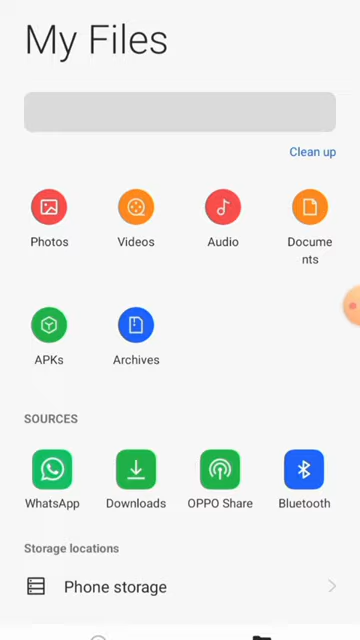 My Files
Clean up
Photos
Videos
Audio
Docume
nts
APKs
Archives
SOURCES
WhatsApp
Downloads
OPPO Share
Bluetooth
Storage locations
Phone storage